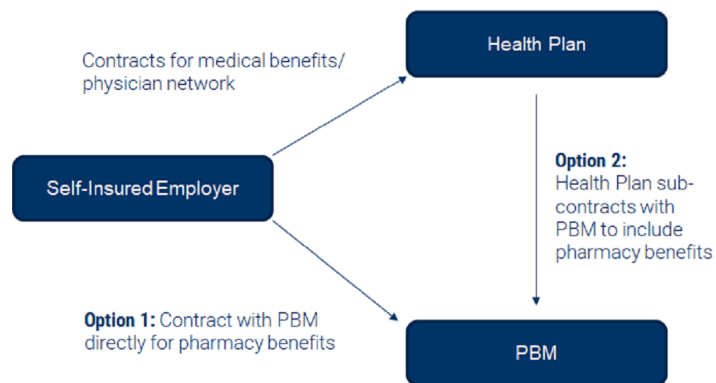 Health Plan
Contracts for medical benefits/
physician network
Self-Insured Employer
Option 2:
Health Plan sub-
contracts with
PBM to include
pharmacy benefits
Option 1: Contract with PBM
directly for pharmacy benefits
PBM